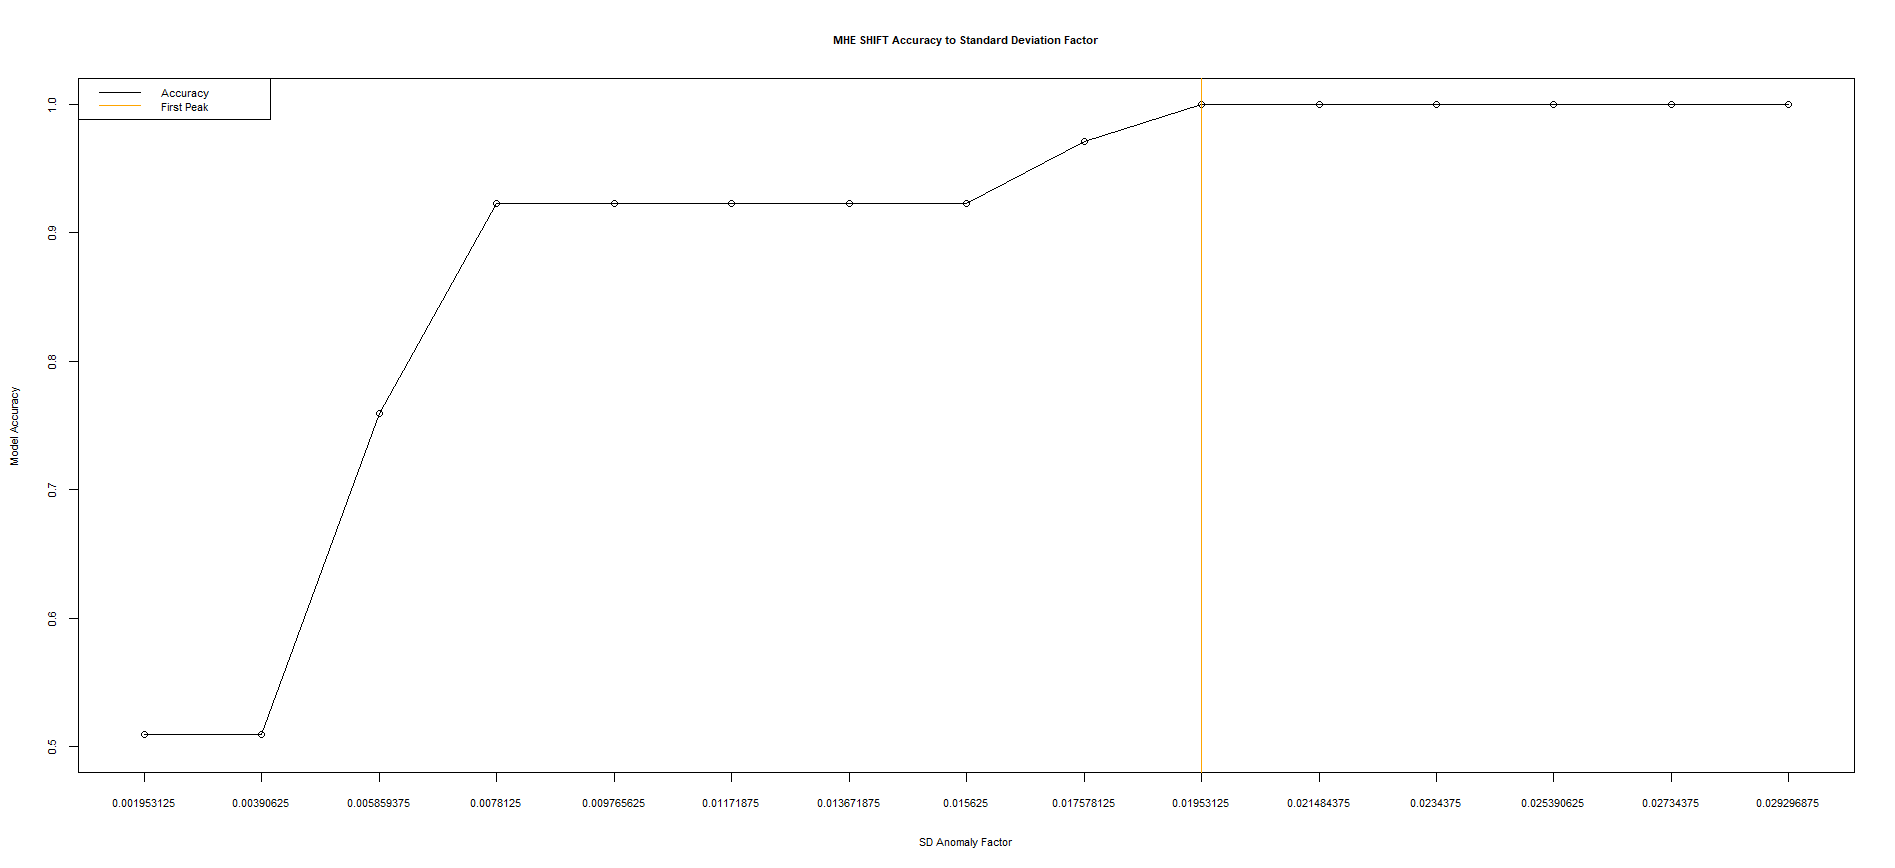 MHE SHIFT Accuracy to Standard Deviation Factor
Accuracy
First Peak
1.0
0.9
0.8
0.7
0.6
0.5
Model Accuracy
0.001953125 0.00390625 0.005859375 0.0078125 0.009765625 0.01171875 0.013671875 0.015625 0.017578125 0.01953125 0.021484375 0.0234375 0.025390625 0.02734375 0.029296875
SD Anomaly Factor